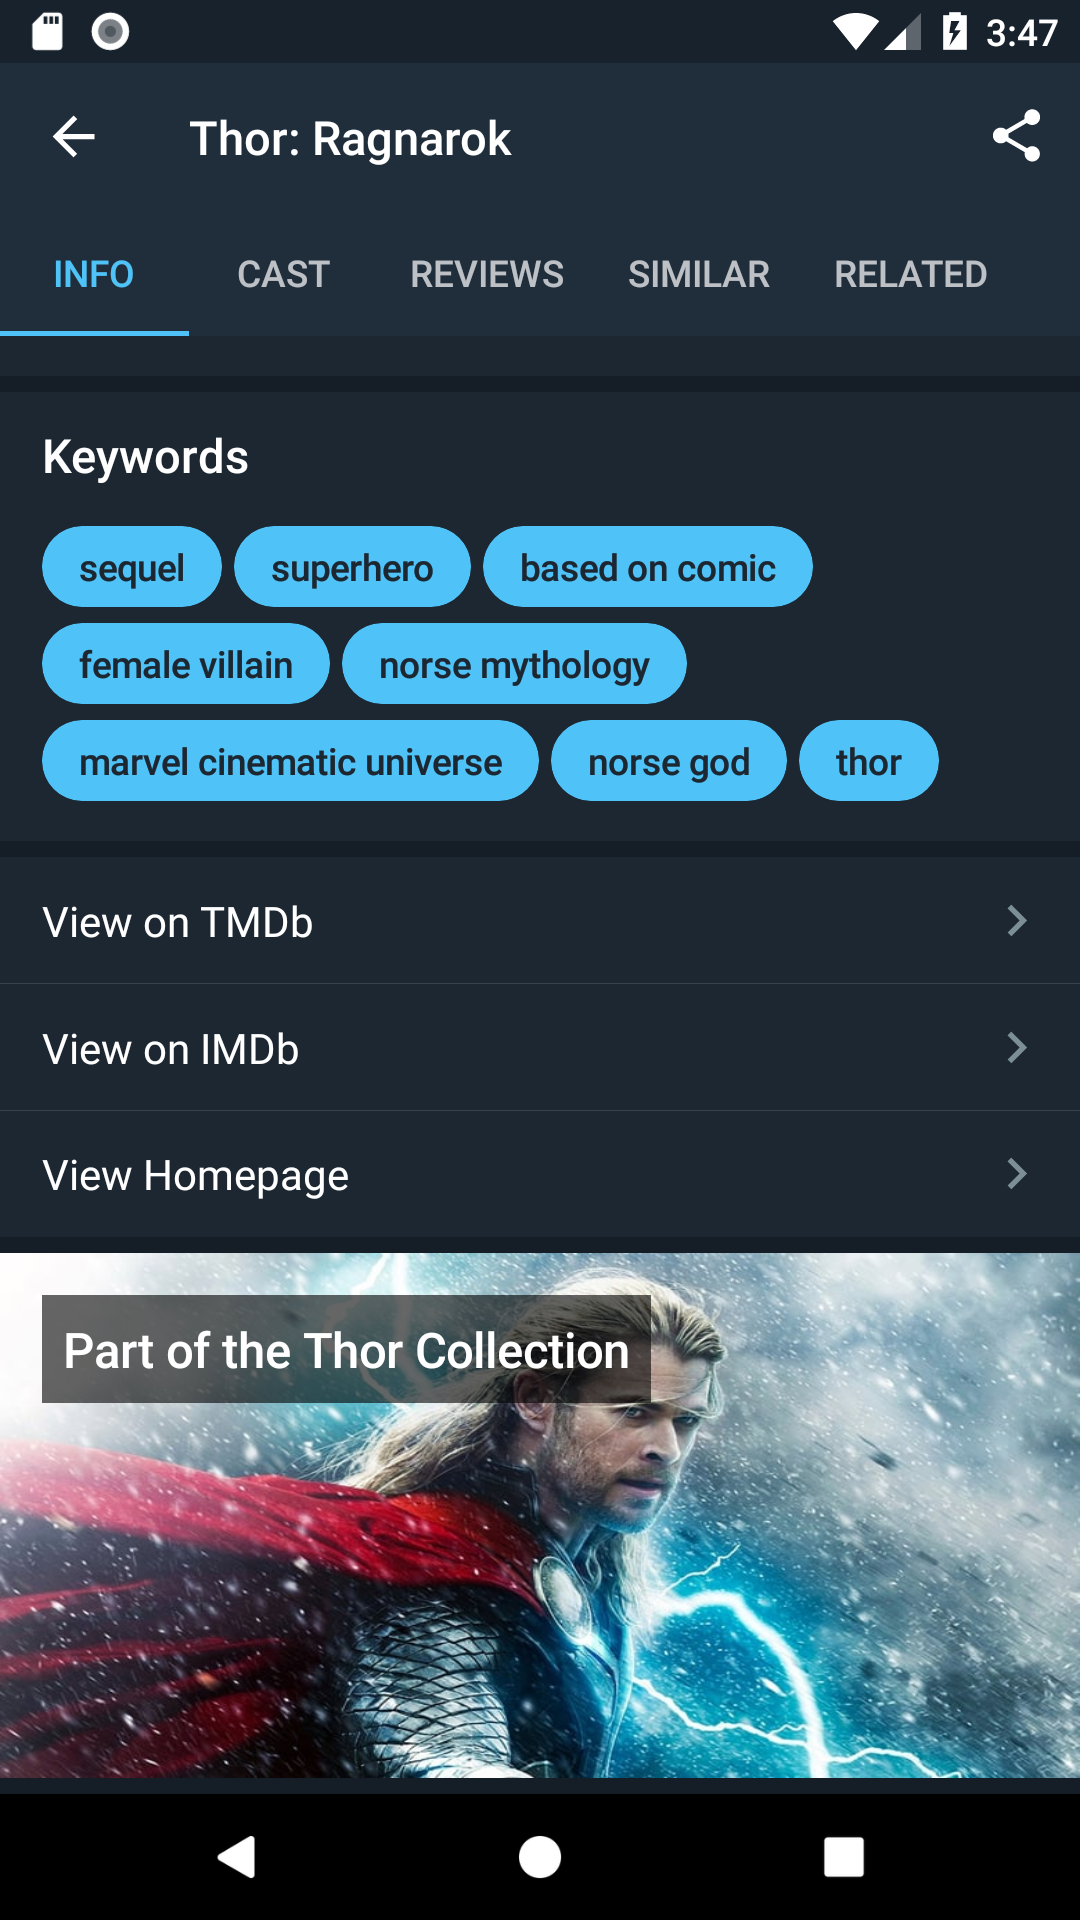 3:47
Thor: Ragnarok
INFO CAST REVIEWS SIMILAR RELATED
Keywords
sequel superhero based on comic
female villain norse mythology
marvel cinematic universe norse god thor
View on TMDb
View on IMDb
View Homepage
Part of the Thor Collection